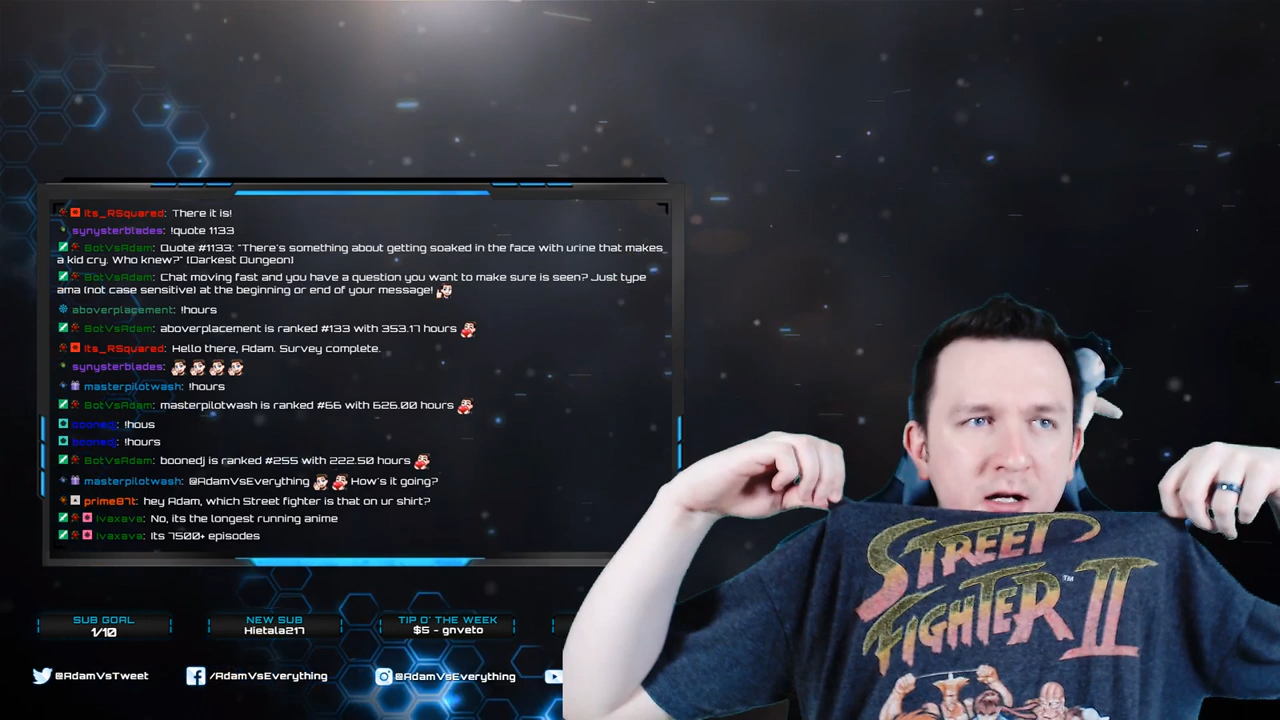 Its_RSquared: There it is!
synysterblades: !quote 1133
BotVsAdam: Quote #1133: "There's something about getting soaked in the face with urine that makes
a kid cry. Who knew?" [Darkest Dungeon]
BotVsAdam: Chat moving fast and you have a question you want to make sure is seen? Just type
ama (not case sensitive) at the beginning or end of your message!
aboverplacement: !hours
BotVsAdam: aboverplacement is ranked #133 with 353.17 hours
Its_RSquared: Hello there, Adam. Survey complete.
synysterblades:
masterpilotwash: !hours
BotVsAdam: masterpilotwash is ranked #66 with 626.00 hours
boonedj: !hous
boonedj: !hours
BotVsAdam: boonedj is ranked #255 with 222.50 hours
masterpilotwash: @AdamVsEverything How's it going?
prime87t: hey Adam, which Street fighter is that on ur shirt?
ivaxava: No, its the longest running anime
ivaxava: Its 7500+ episodes
STREET
FIGHTER II
TM
SUB GOAL
1/10
NEW SUB
Hietala217
TIP O' THE WEEK
$5 - gnveto
@AdamVsTweet
/AdamVsEverything
@AdamVsEverything